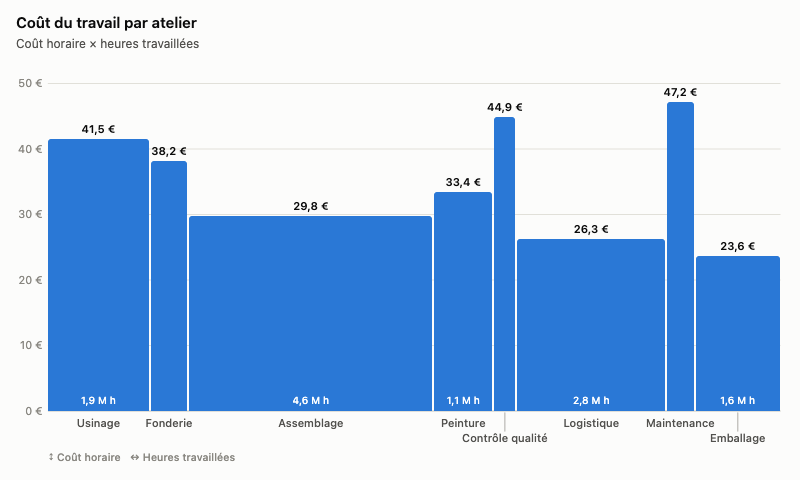 Coût du travail par atelier
Coût horaire × heures travaillées
50 €
40 €
30 €
20 €
10 €
0 €
41,5 €
38,2 €
29,8 €
33,4 €
44,9 €
26,3 €
47,2 €
23,6 €
1,9 M h
4,6 M h
1,1 M h
2,8 M h
1,6 M h
Usinage
Fonderie
Assemblage
Peinture
Contrôle qualité
Logistique
Maintenance
Emballage
↕ Coût horaire ↔ Heures travaillées